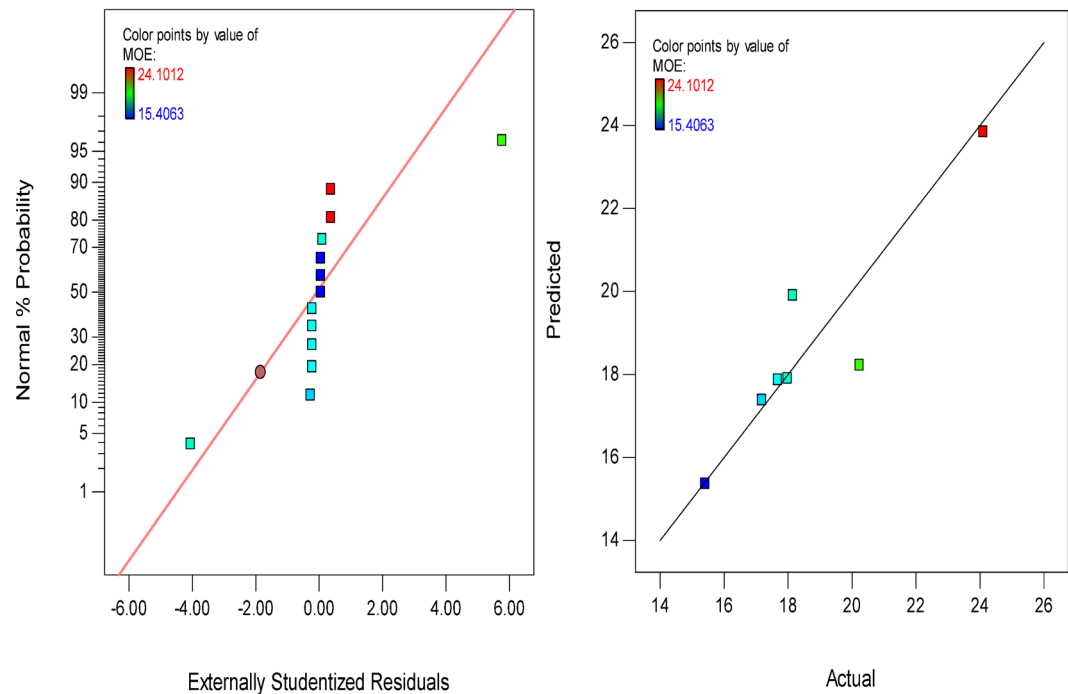 Color points by value of
MOE:
24.1012
15.4063
99
95
90
80
70
50
30
20
10
5
1
Normal % Probability
-6.00 -4.00 -2.00 0.00 2.00 4.00 6.00
Externally Studentized Residuals
Color points by value of
MOE:
24.1012
15.4063
26
24
22
20
18
16
14
Predicted
14 16 18 20 22 24 26
Actual